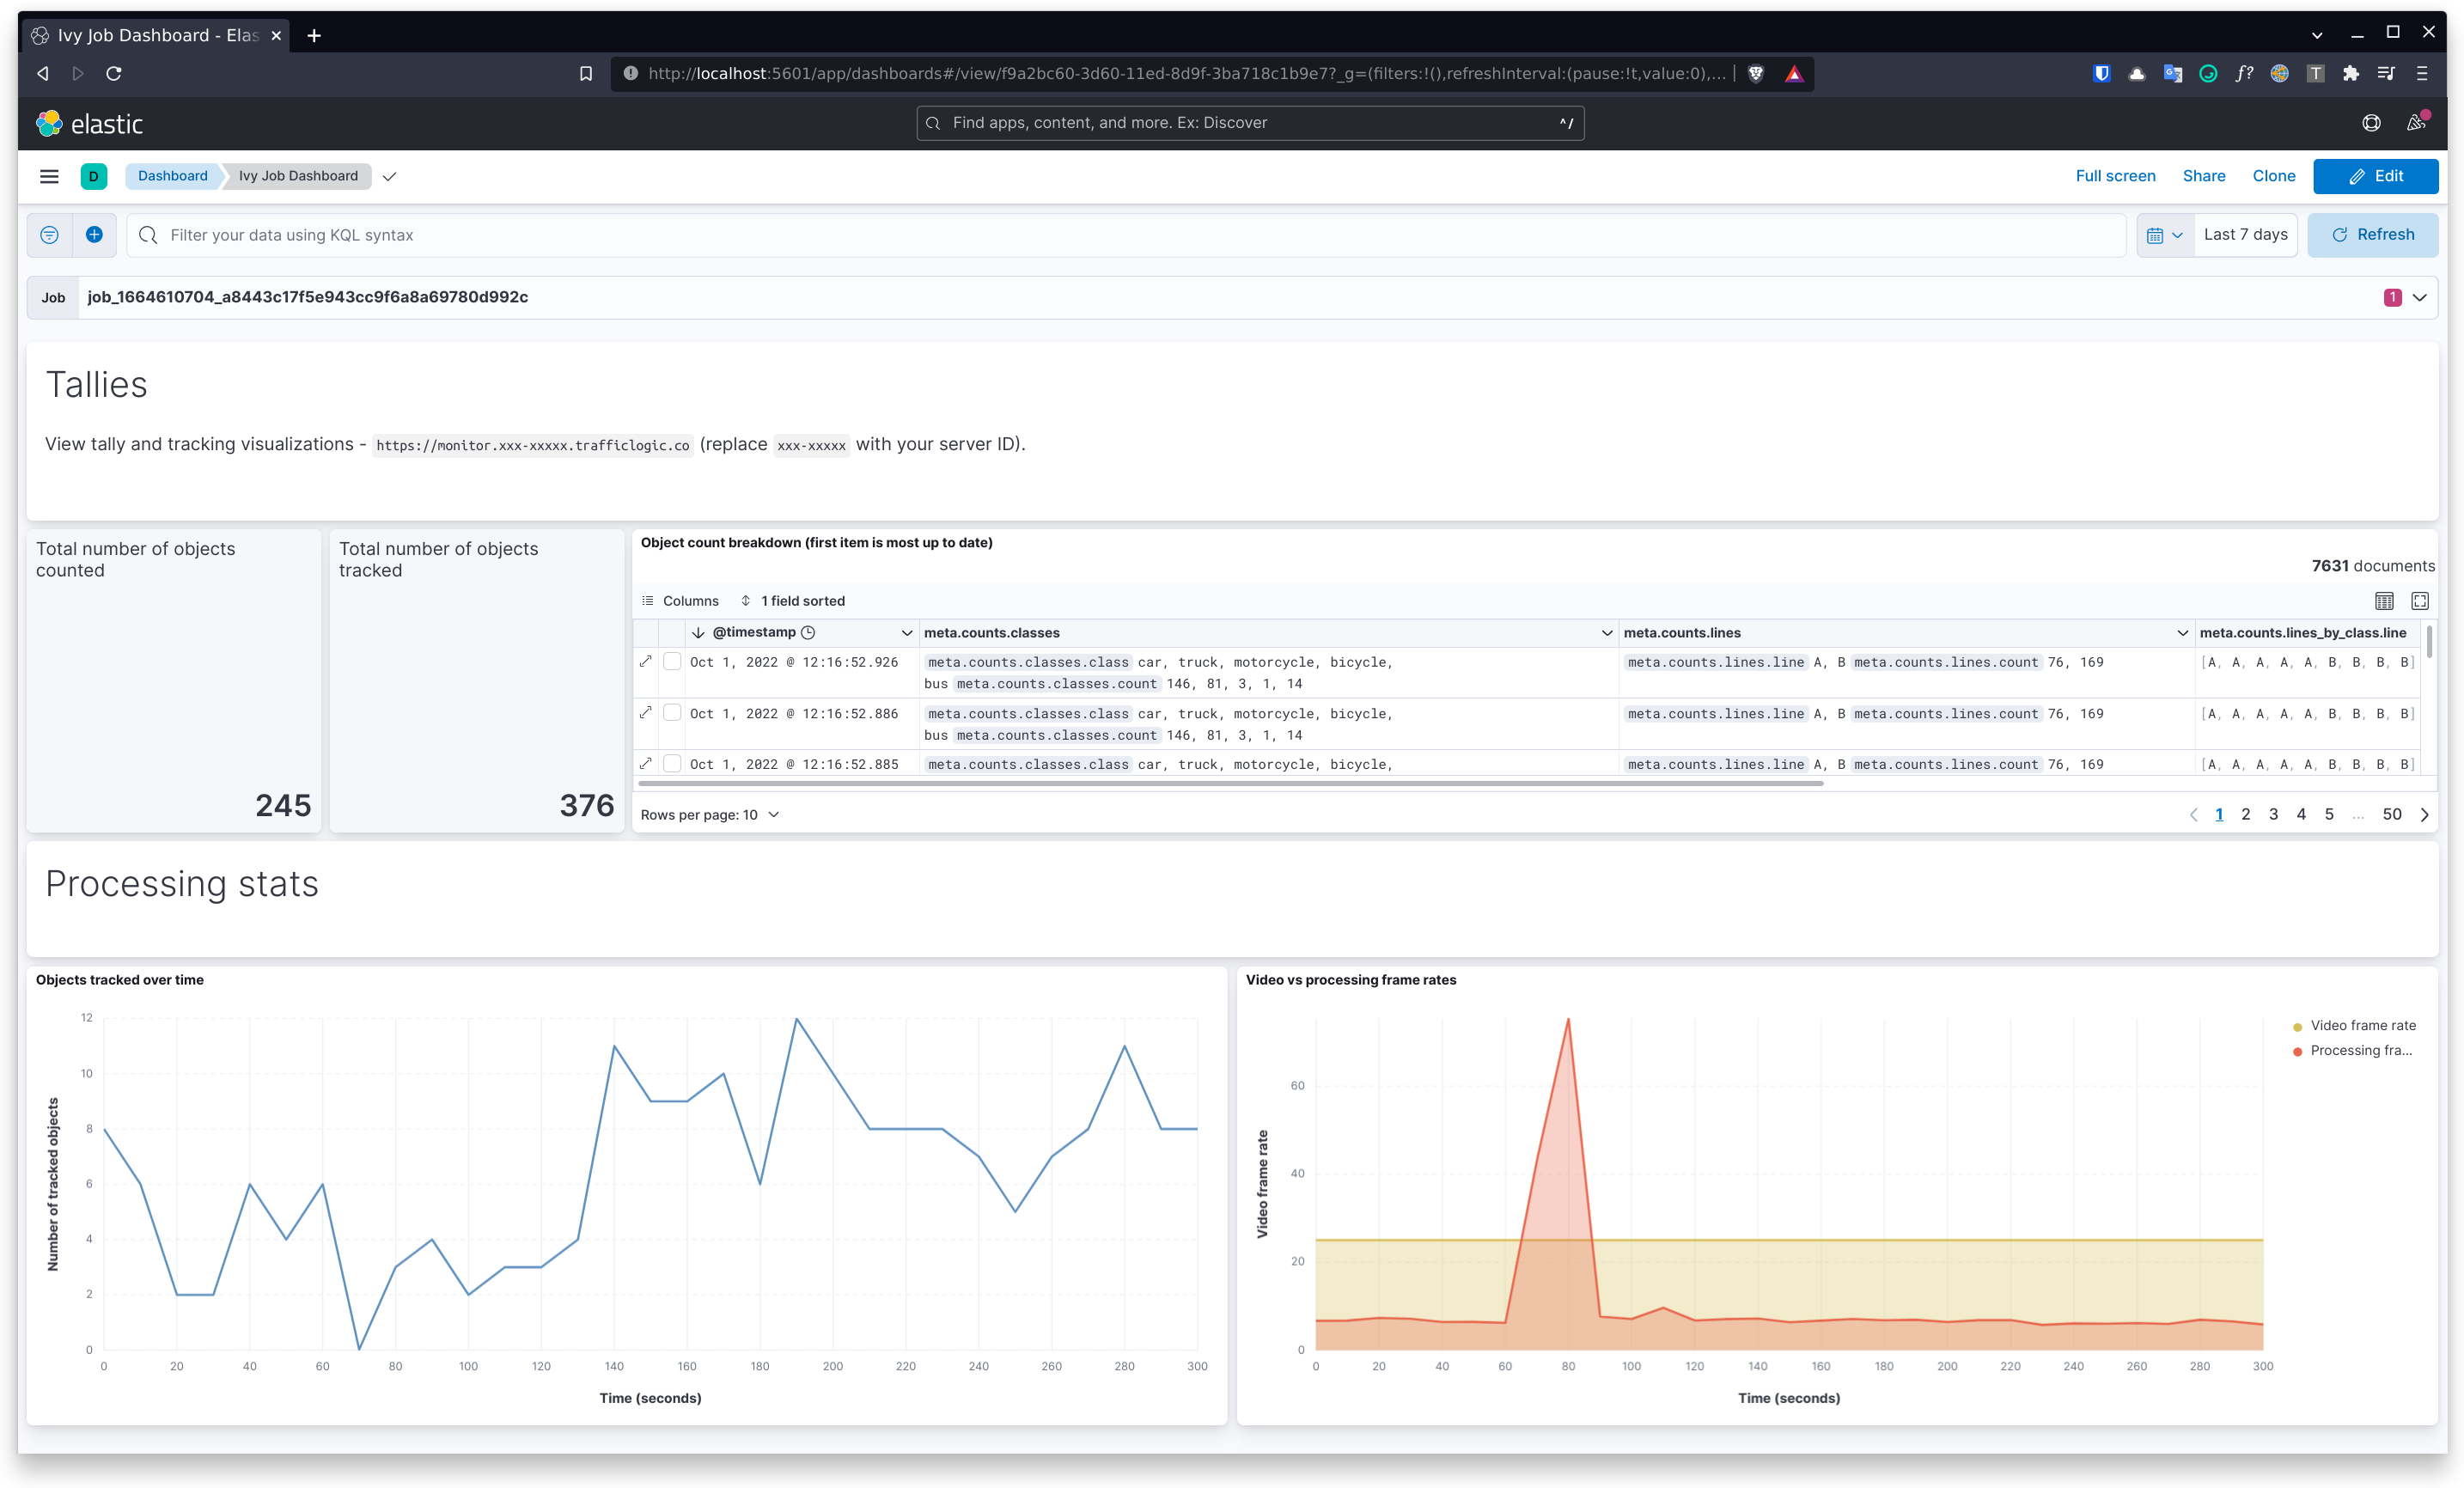 Ivy Job Dashboard - Elas
http://localhost:5601/app/dashboards#/view/f9a2bc60-3d60-11ed-8d9f-3ba718c1b9e7?_g=(filters:!(),refreshInterval:(pause:!t,value:0),...
f?
T
elastic
Find apps, content, and more. Ex: Discover
^/
D
Dashboard
Ivy Job Dashboard
Full screen
Share
Clone
Edit
Filter your data using KQL syntax
Last 7 days
Refresh
Job
job_1664610704_a8443c17f5e943cc9f6a8a69780d992c
1
Tallies
View tally and tracking visualizations - https://monitor.xxx-xxxxx.trafficlogic.co (replace xxx-xxxxx with your server ID).
Total number of objects
counted
245
Total number of objects
tracked
376
Object count breakdown (first item is most up to date)
7631 documents
Columns
1 field sorted
@timestamp
meta.counts.classes
meta.counts.lines
meta.counts.lines_by_class.line
Oct 1, 2022 @ 12:16:52.926
meta.counts.classes.class car, truck, motorcycle, bicycle,
bus meta.counts.classes.count 146, 81, 3, 1, 14
meta.counts.lines.line A, B meta.counts.lines.count 76, 169
[A, A, A, A, A, B, B, B, B]
Oct 1, 2022 @ 12:16:52.886
meta.counts.classes.class car, truck, motorcycle, bicycle,
bus meta.counts.classes.count 146, 81, 3, 1, 14
meta.counts.lines.line A, B meta.counts.lines.count 76, 169
[A, A, A, A, A, B, B, B, B]
Oct 1, 2022 @ 12:16:52.885
meta.counts.classes.class car, truck, motorcycle, bicycle,
meta.counts.lines.line A, B meta.counts.lines.count 76, 169
[A, A, A, A, A, B, B, B, B]
Rows per page: 10
1 2 3 4 5 ... 50
Processing stats
Objects tracked over time
Number of tracked objects
12
10
8
6
4
2
0
0 20 40 60 80 100 120 140 160 180 200 220 240 260 280 300
Time (seconds)
Video vs processing frame rates
Video frame rate
60
40
20
0
0 20 40 60 80 100 120 140 160 180 200 220 240 260 280 300
Time (seconds)
Video frame rate
Processing fra...